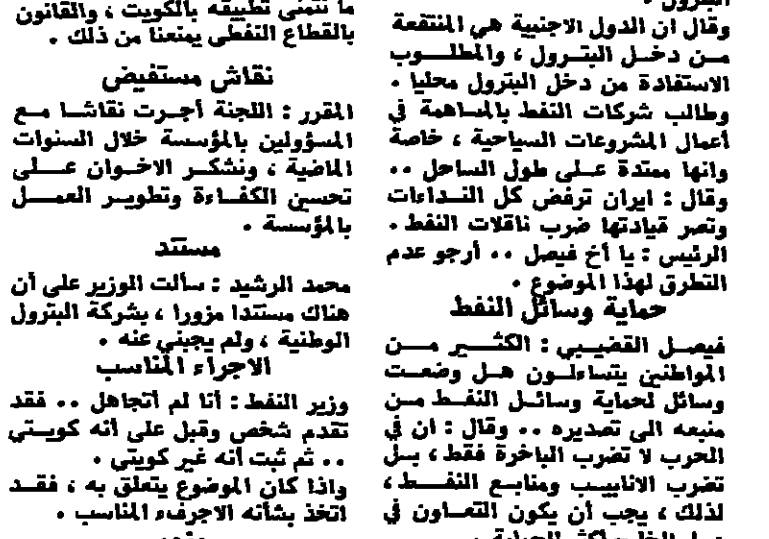 البترول .
وقال ان الدول الاجنبية هي المنتفعة
من دخل البترول ، والمطلوب
الاستفادة من دخل البترول محليا .
وطالب شركات النفط بالمساهمة في
أعمال المشروعات السياحية ، خاصة
وانها ممتدة على طول الساحل ..
وقال : ايران ترفض كل النداءات
وتصر قيادتها ضرب ناقلات النفط .
الرئيس : يا أخ فيصل .. أرجو عدم
التطرق لهذا الموضوع .
حماية وسائل النفط
فيصل القضيبي : الكثير من
المواطنين يتساءلون هل وضعت
وسائل لحماية وسائل النفط من
منبعه الى تصديره .. وقال : ان في
الحرب لا تضرب الباخرة فقط ، بل
تضرب الانابيب ومنابع النفط ،
لذلك ، يجب أن يكون التعاون في
ما نتمنى تطبيقه بالكويت ، والقانون
بالقطاع النفطي يمنعنا من ذلك .
نقاش مستفيض
المقرر : اللجنة أجرت نقاشا مع
المسؤولين بالمؤسسة خلال السنوات
الماضية ، ونشكر الاخوان على
تحسين الكفاءة وتطوير العمل
بالمؤسسة .
مستند
محمد الرشيد : سألت الوزير على أن
هناك مستندا مزورا ، بشركة البترول
الوطنية ، ولم يجبني عنه .
الاجراء المناسب
وزير النفط : أنا لم أتجاهل .. فقد
تقدم شخص وقبل على أنه كويتي
.. ثم ثبت أنه غير كويتي .
واذا كان الموضوع يتعلق به ، فقد
اتخذ بشأنه الاجرفء المناسب .